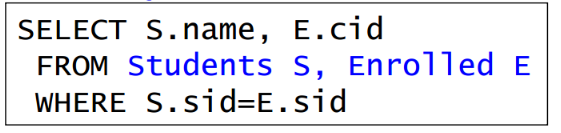 SELECT S.name, E.cid
FROM Students S, Enrolled E
WHERE S.sid=E.sid